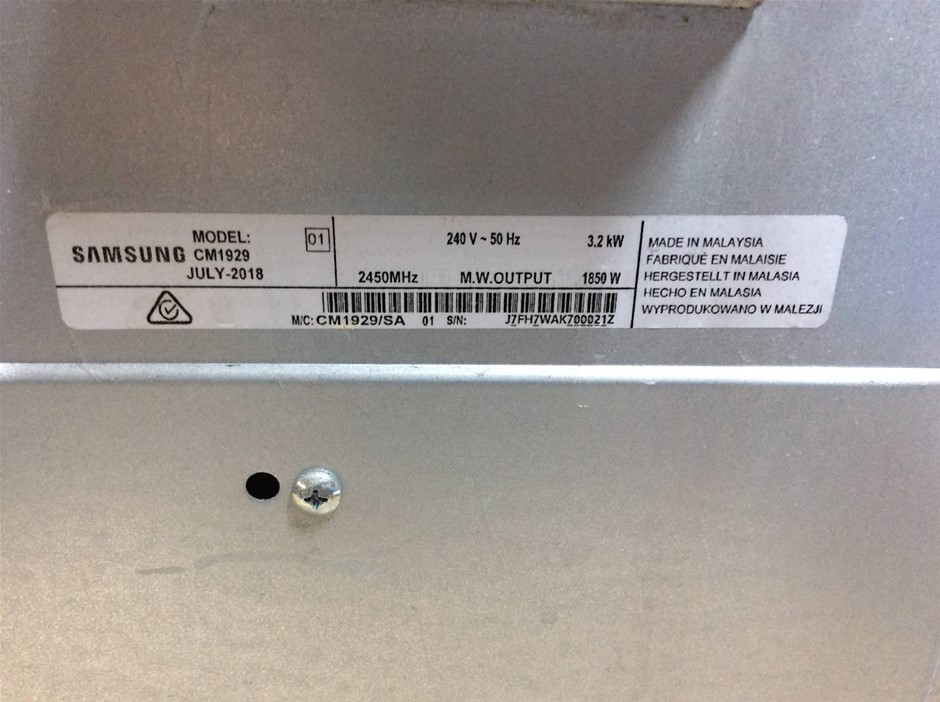 SAMSUNG
MODEL:
CM1929
JULY-2018
01
240 V ~ 50 Hz 3.2 kW
2450MHz M.W.OUTPUT 1850 W
M/C: CM1929/SA 01 S/N: J7FH7WAK700021Z
MADE IN MALAYSIA
FABRIQUÉ EN MALAISIE
HERGESTELLT IN MALASIA
HECHO EN MALASIA
WYPRODUKOWANO W MALEZJI